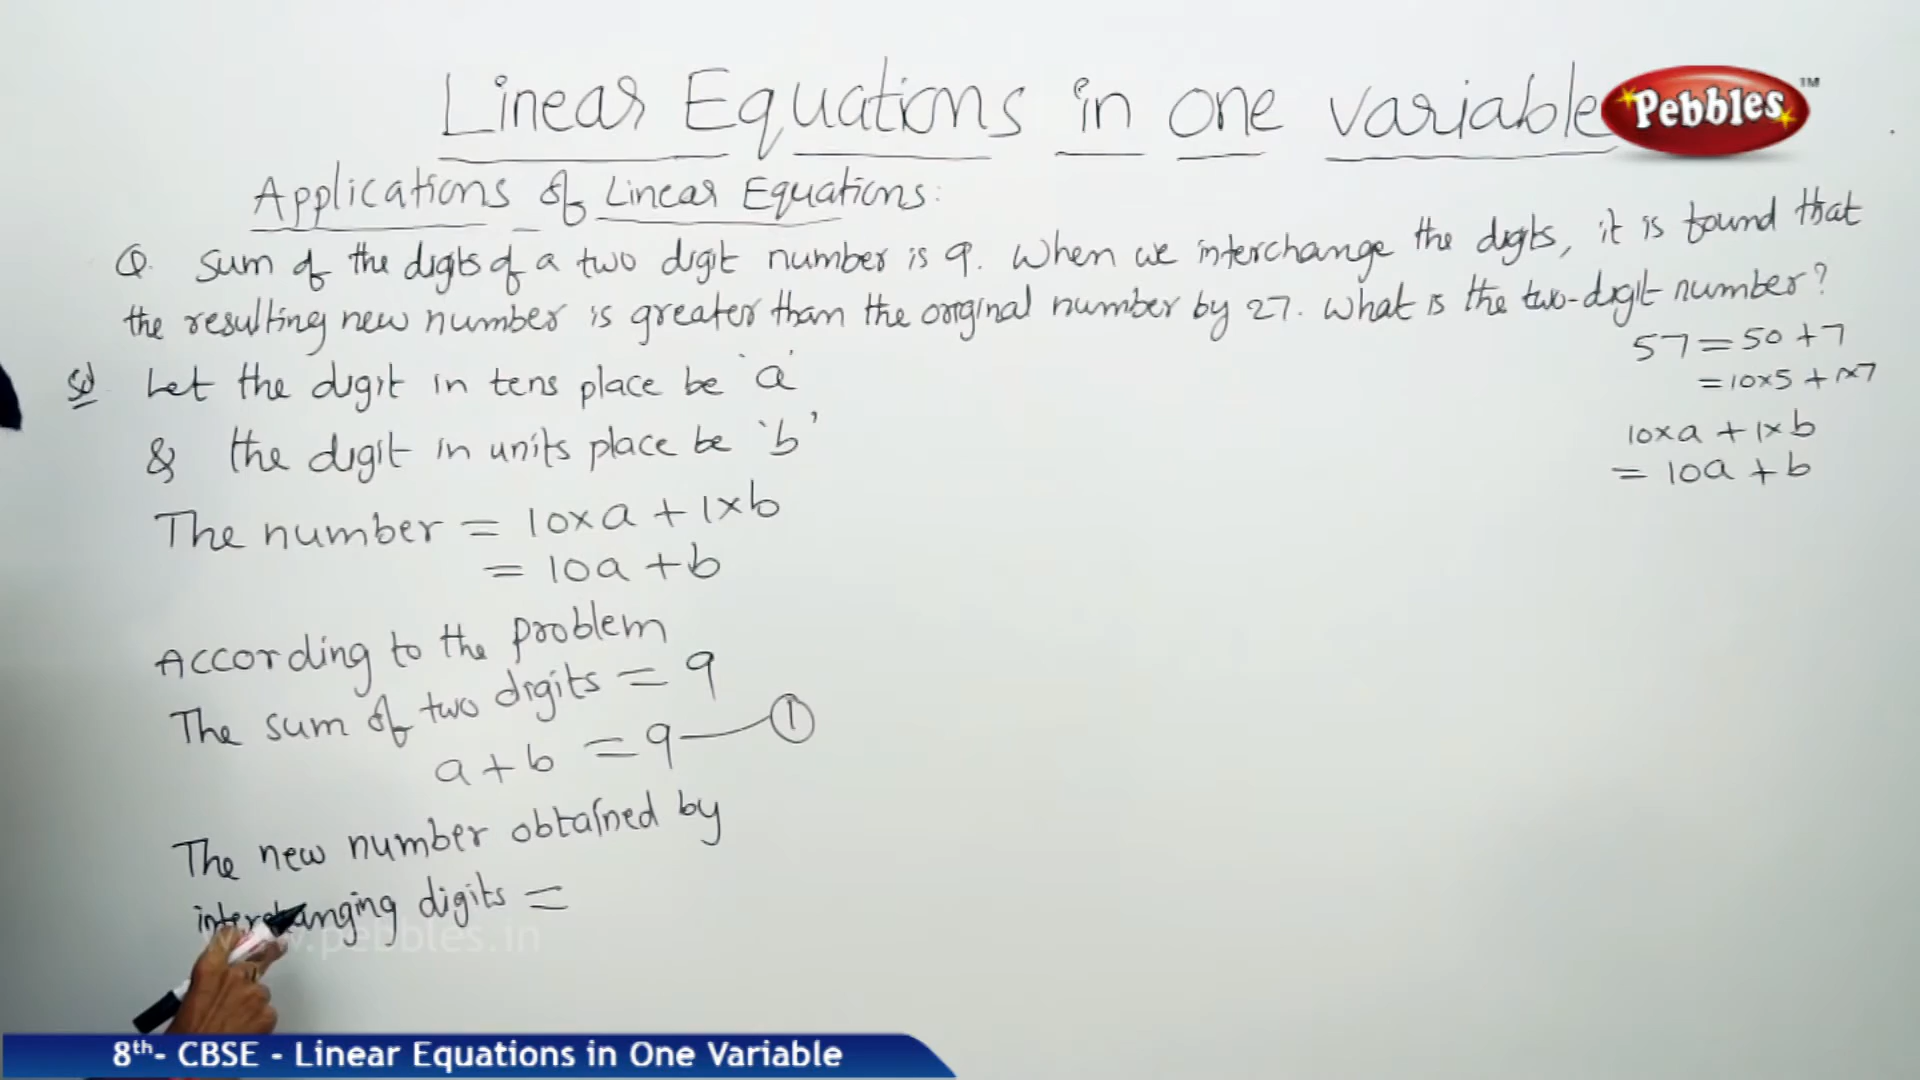 Linear Equations in one variable
Pebbles™
Applications of Linear Equations:
Q. Sum of the digits of a two digit number is 9. When we interchange the digits, it is found that
the resulting new number is greater than the original number by 27. What is the two-digit number?
57 = 50 + 7
= 10×5 + 1×7
10×a + 1×b
= 10a + b
Sol Let the digit in tens place be 'a'
& the digit in units place be 'b'
The number = 10×a + 1×b
= 10a + b
According to the problem
The sum of two digits = 9
a + b = 9 — ①
The new number obtained by
interchanging digits =
www.pebbles.in
8th- CBSE - Linear Equations in One Variable